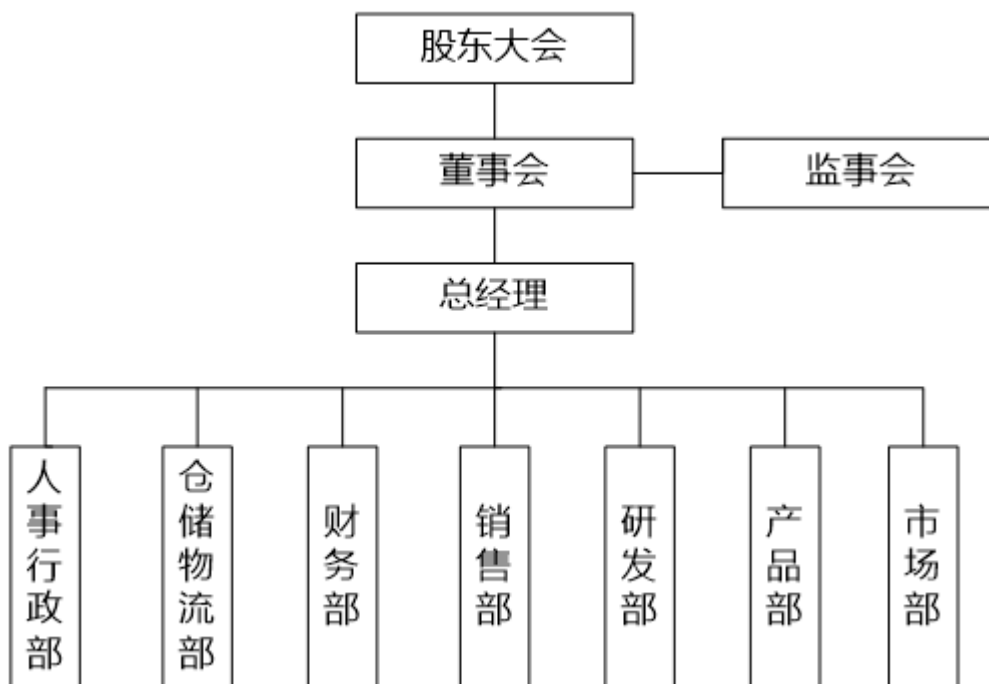 股东大会
董事会
监事会
总经理
人事行政部
仓储物流部
财务部
销售部
研发部
产品部
市场部